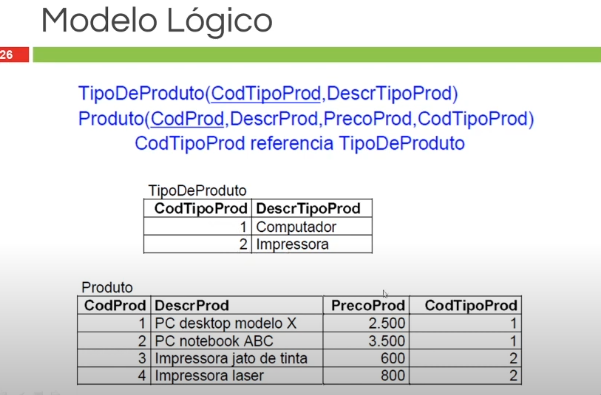 Modelo Lógico
26
TipoDeProduto(CodTipoProd,DescrTipoProd)
Produto(CodProd,DescrProd,PrecoProd,CodTipoProd)
CodTipoProd referencia TipoDeProduto
TipoDeProduto
CodTipoProd DescrTipoProd
1 Computador
2 Impressora
Produto
CodProd DescrProd PrecoProd CodTipoProd
1 PC desktop modelo X 2.500 1
2 PC notebook ABC 3.500 1
3 Impressora jato de tinta 600 2
4 Impressora laser 800 2